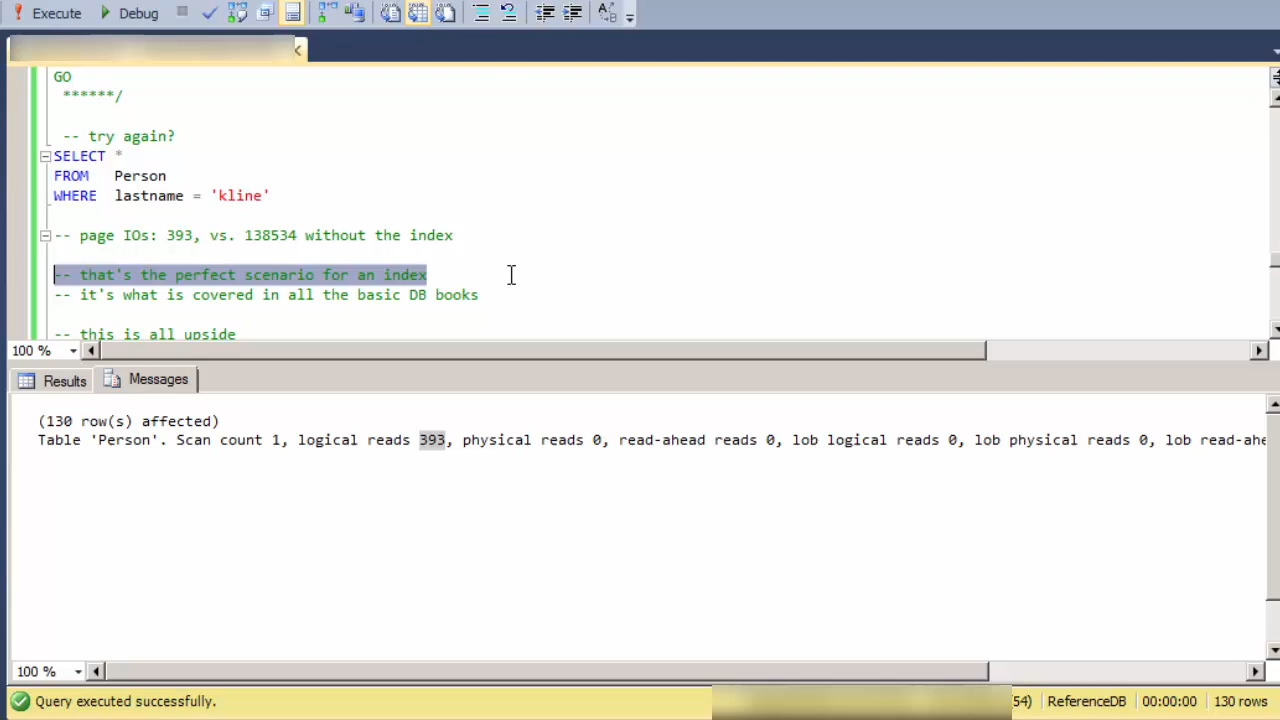 Execute Debug
GO
******/
-- try again?
SELECT *
FROM Person
WHERE lastname = 'kline'
-- page IOs: 393, vs. 138534 without the index
-- that's the perfect scenario for an index
-- it's what is covered in all the basic DB books
-- this is all upside
100 %
Results Messages
(130 row(s) affected)
Table 'Person'. Scan count 1, logical reads 393, physical reads 0, read-ahead reads 0, lob logical reads 0, lob physical reads 0, lob read-ahe
100 %
Query executed successfully. (54) ReferenceDB 00:00:00 130 rows